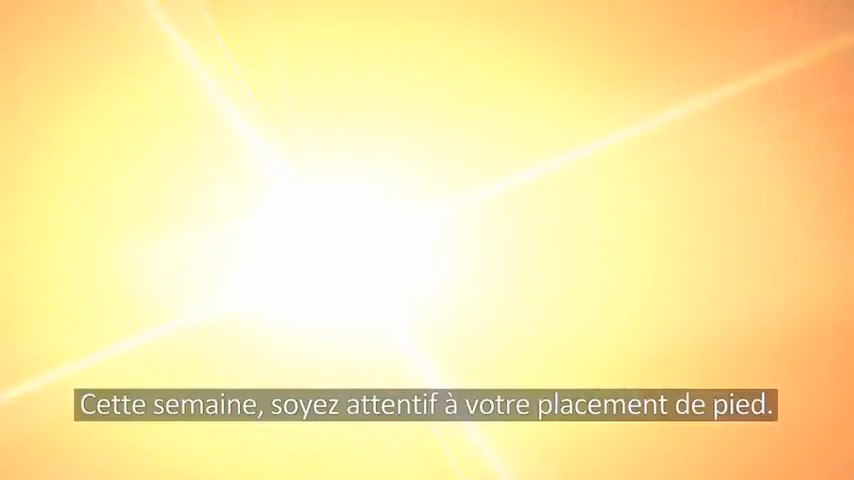 Cette semaine, soyez attentif à votre placement de pied.